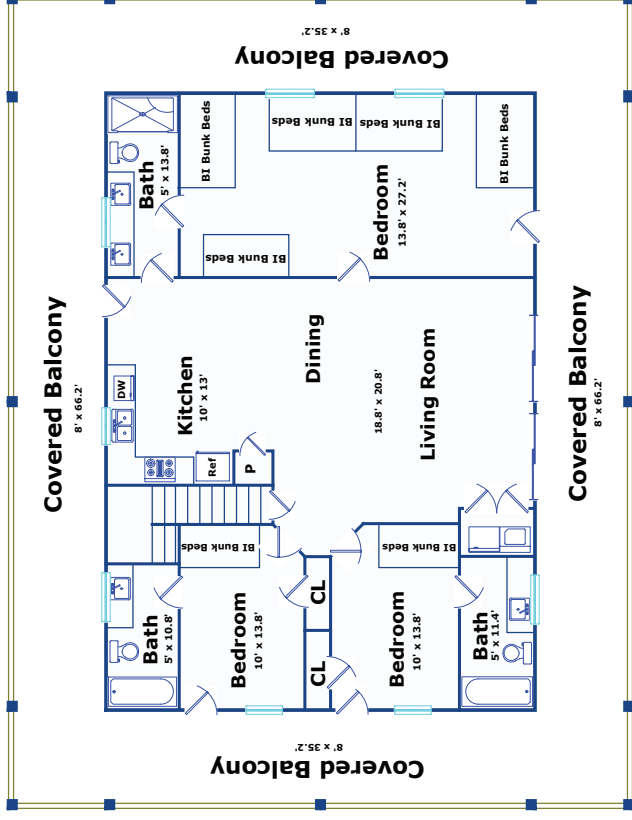 Covered Balcony
8' x 35.2'
BI Bunk Beds
BI Bunk Beds
BI Bunk Beds
BI Bunk Beds
Bath
5' x 13.8'
Bedroom
13.8' x 27.2'
BI Bunk Beds
Covered Balcony
8' x 66.2'
Kitchen
10' x 13'
DW
Ref
P
Dining
18.8' x 20.8'
Living Room
Covered Balcony
8' x 66.2'
BI Bunk Beds
BI Bunk Beds
Bath
5' x 10.8'
Bedroom
10' x 13.8'
CL
CL
Bedroom
10' x 13.8'
Bath
5' x 11.4'
Covered Balcony
8' x 35.2'